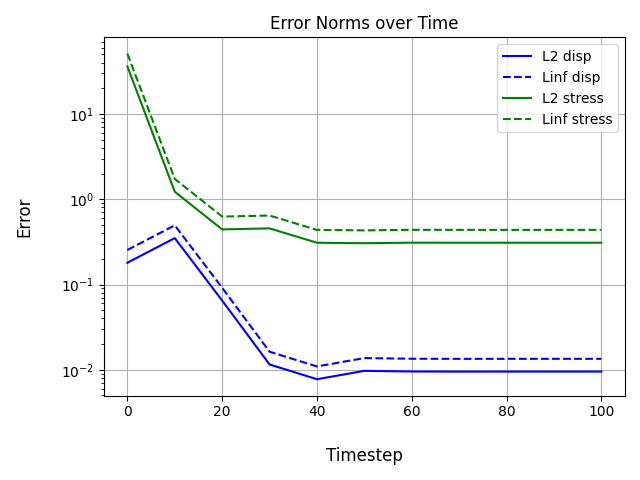 Error Norms over Time
L2 disp
Linf disp
L2 stress
Linf stress
Error
10¹
10⁰
10⁻¹
10⁻²
0 20 40 60 80 100
Timestep